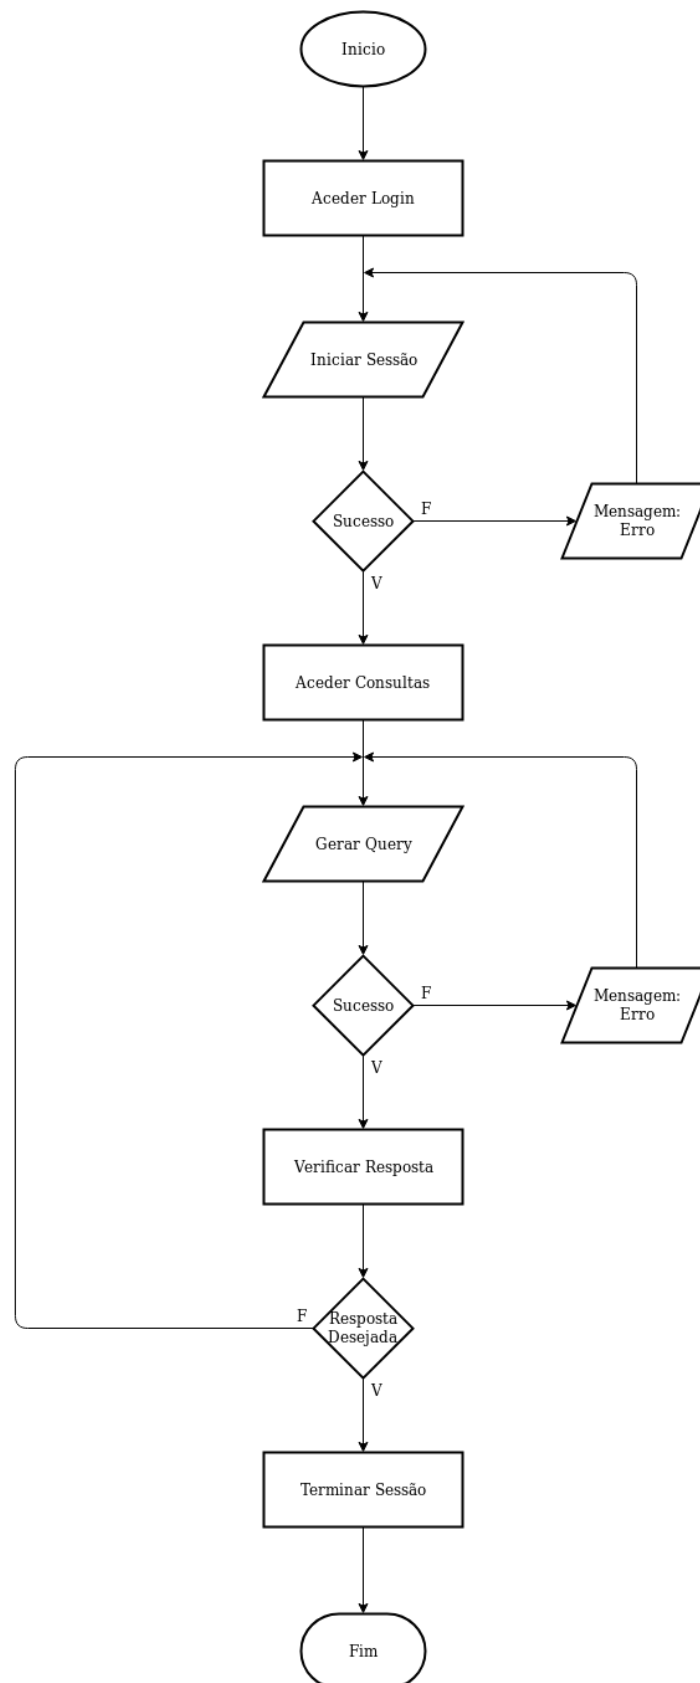 Inicio
Aceder Login
Iniciar Sessão
Sucesso
F
Mensagem:
Erro
V
Aceder Consultas
Gerar Query
Sucesso
F
Mensagem:
Erro
V
Verificar Resposta
F
Resposta
Desejada
V
Terminar Sessão
Fim